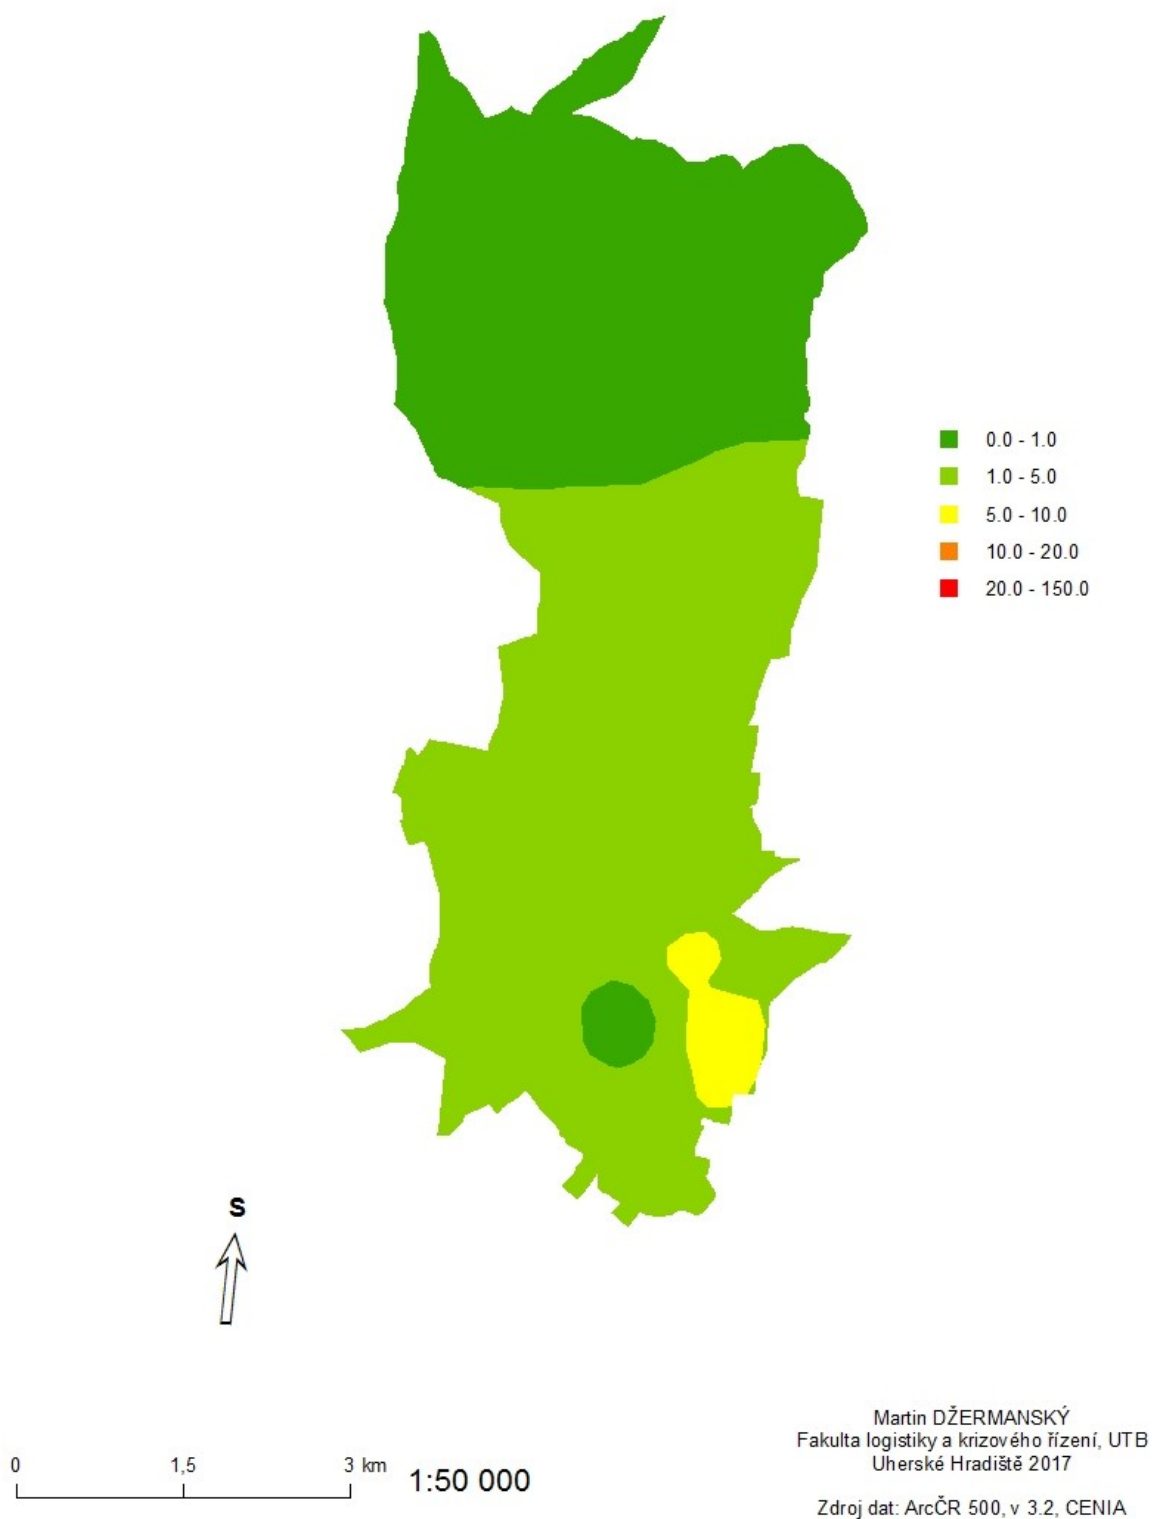 0.0 - 1.0
1.0 - 5.0
5.0 - 10.0
10.0 - 20.0
20.0 - 150.0
S
0 1,5 3 km
1:50 000
Martin DŽERMANSKÝ
Fakulta logistiky a krizového řízení, UTB
Uherské Hradiště 2017
Zdroj dat: ArcČR 500, v 3.2, CENIA